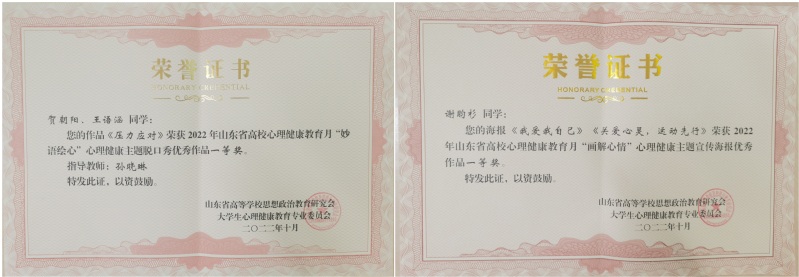 荣誉证书
HONORARY CREDENTIAL
贺朝阳、王语涵 同学：
您的作品《压力应对》荣获 2022 年山东省高校心理健康教育月“妙
语绘心”心理健康主题脱口秀优秀作品一等奖。
指导教师：孙晓琳
特发此证，以资鼓励。
山东省高等学校思想政治教育研究会
大学生心理健康教育专业委员会
二〇二二年十月
荣誉证书
HONORARY CREDENTIAL
谢昀杉 同学：
您的海报《我爱我自己》《关爱心灵，运动先行》荣获 2022
年山东省高校心理健康教育月“画解心情”心理健康主题宣传海报优秀
作品一等奖。
特发此证，以资鼓励。
山东省高等学校思想政治教育研究会
大学生心理健康教育专业委员会
二〇二二年十月